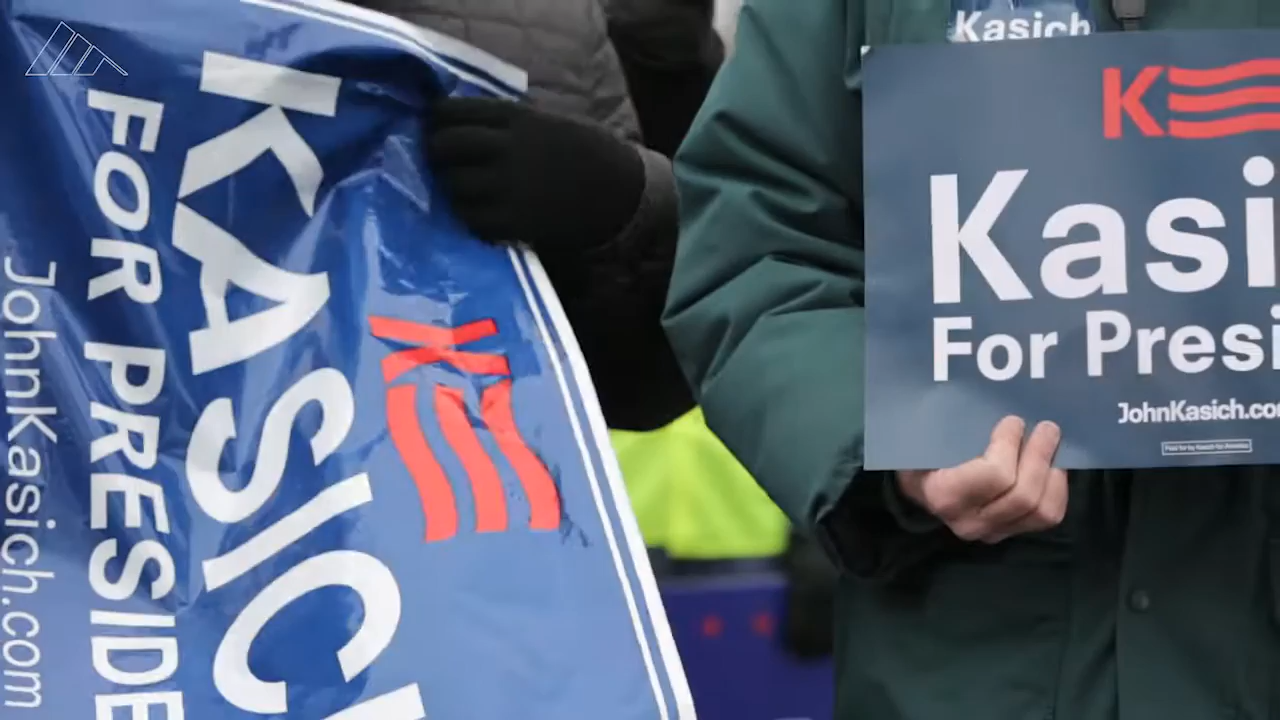 KASICH
FOR PRESIDE
JohnKasich.com
Kasich
K
Kasi
For Presi
JohnKasich.co